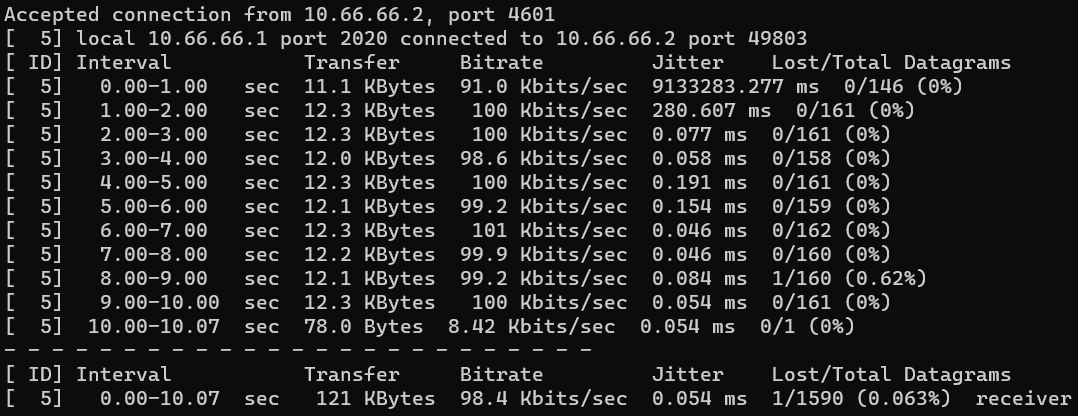 Accepted connection from 10.66.66.2, port 4601
[  5] local 10.66.66.1 port 2020 connected to 10.66.66.2 port 49803
[ ID] Interval           Transfer     Bitrate         Jitter    Lost/Total Datagrams
[  5]   0.00-1.00   sec  11.1 KBytes  91.0 Kbits/sec  9133283.277 ms  0/146 (0%)
[  5]   1.00-2.00   sec  12.3 KBytes   100 Kbits/sec  280.607 ms  0/161 (0%)
[  5]   2.00-3.00   sec  12.3 KBytes   100 Kbits/sec  0.077 ms  0/161 (0%)
[  5]   3.00-4.00   sec  12.0 KBytes  98.6 Kbits/sec  0.058 ms  0/158 (0%)
[  5]   4.00-5.00   sec  12.3 KBytes   100 Kbits/sec  0.191 ms  0/161 (0%)
[  5]   5.00-6.00   sec  12.1 KBytes  99.2 Kbits/sec  0.154 ms  0/159 (0%)
[  5]   6.00-7.00   sec  12.3 KBytes   101 Kbits/sec  0.046 ms  0/162 (0%)
[  5]   7.00-8.00   sec  12.2 KBytes  99.9 Kbits/sec  0.046 ms  0/160 (0%)
[  5]   8.00-9.00   sec  12.1 KBytes  99.2 Kbits/sec  0.084 ms  1/160 (0.62%)
[  5]   9.00-10.00  sec  12.3 KBytes   100 Kbits/sec  0.054 ms  0/161 (0%)
[  5]  10.00-10.07  sec  78.0 Bytes  8.42 Kbits/sec  0.054 ms  0/1 (0%)
- - - - - - - - - - - - - - - - - - - - - - - - -
[ ID] Interval           Transfer     Bitrate         Jitter    Lost/Total Datagrams
[  5]   0.00-10.07  sec   121 KBytes  98.4 Kbits/sec  0.054 ms  1/1590 (0.063%)  receiver